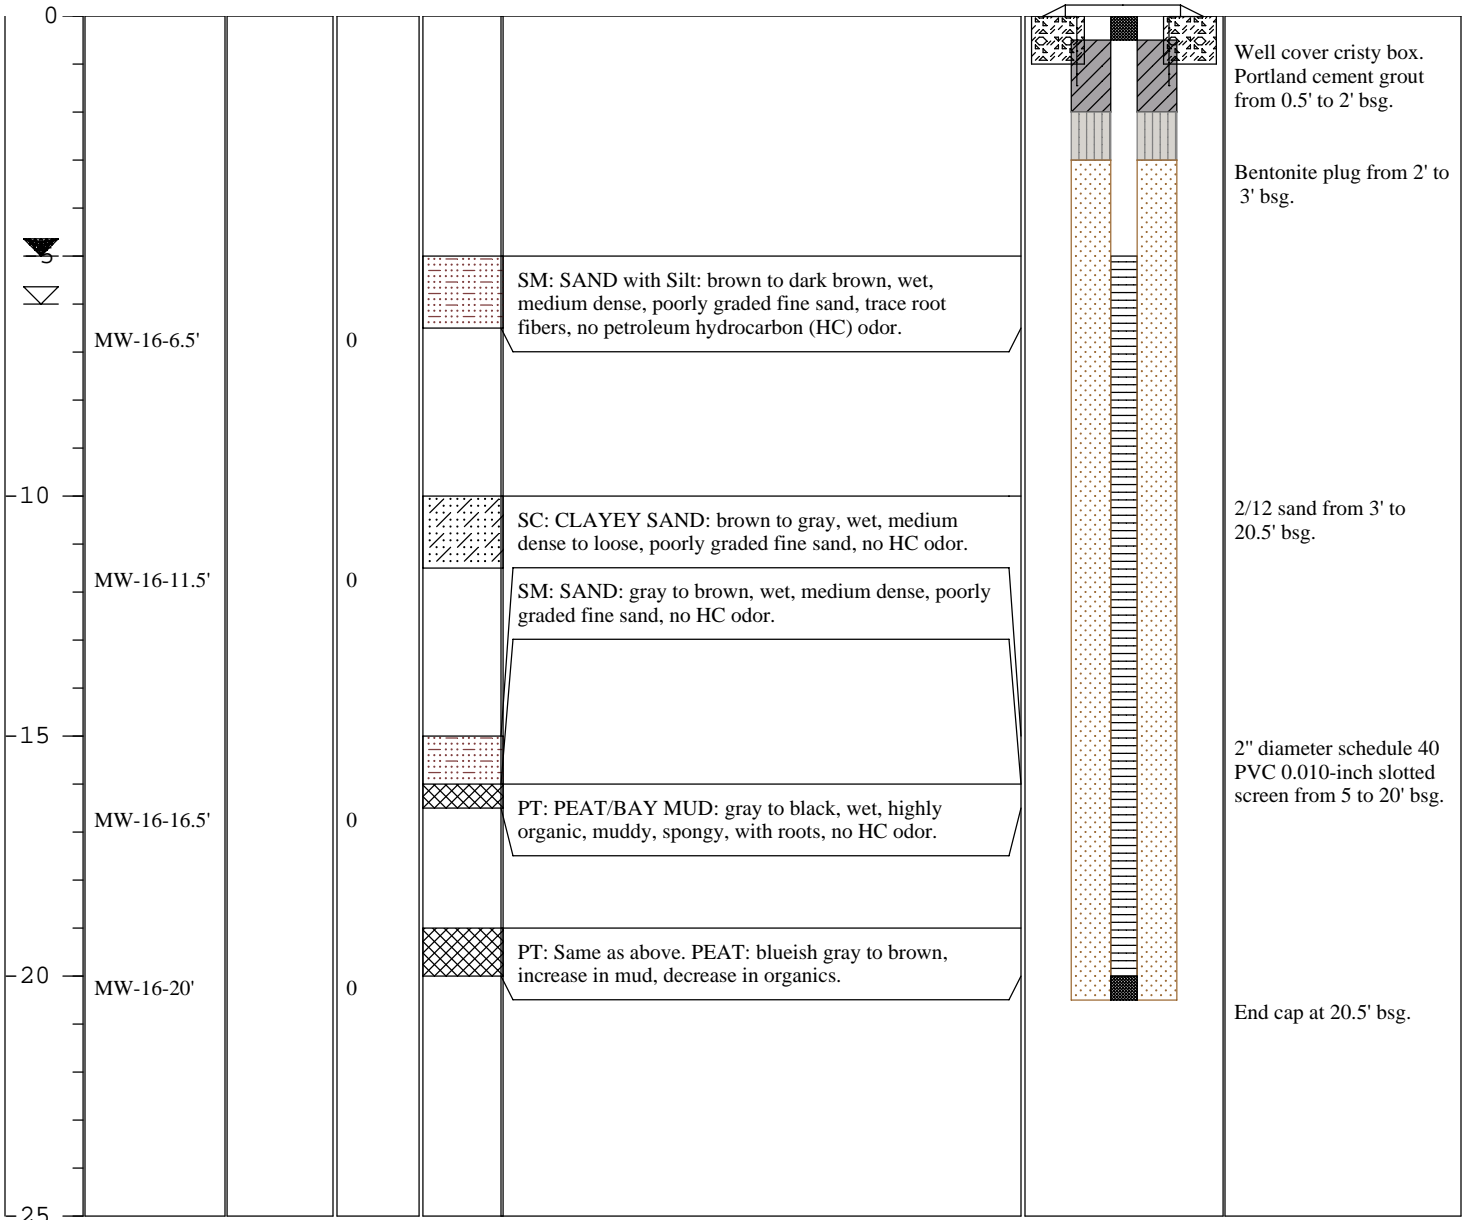 0
Well cover cristy box.
Portland cement grout
from 0.5' to 2' bsg.
Bentonite plug from 2' to
3' bsg.
5
SM: SAND with Silt: brown to dark brown, wet,
medium dense, poorly graded fine sand, trace root
fibers, no petroleum hydrocarbon (HC) odor.
MW-16-6.5'
0
-10
SC: CLAYEY SAND: brown to gray, wet, medium
dense to loose, poorly graded fine sand, no HC odor.
2/12 sand from 3' to
20.5' bsg.
MW-16-11.5'
0
SM: SAND: gray to brown, wet, medium dense, poorly
graded fine sand, no HC odor.
-15
2" diameter schedule 40
PVC 0.010-inch slotted
screen from 5 to 20' bsg.
MW-16-16.5'
0
PT: PEAT/BAY MUD: gray to black, wet, highly
organic, muddy, spongy, with roots, no HC odor.
PT: Same as above. PEAT: blueish gray to brown,
increase in mud, decrease in organics.
-20
MW-16-20'
0
End cap at 20.5' bsg.
-25